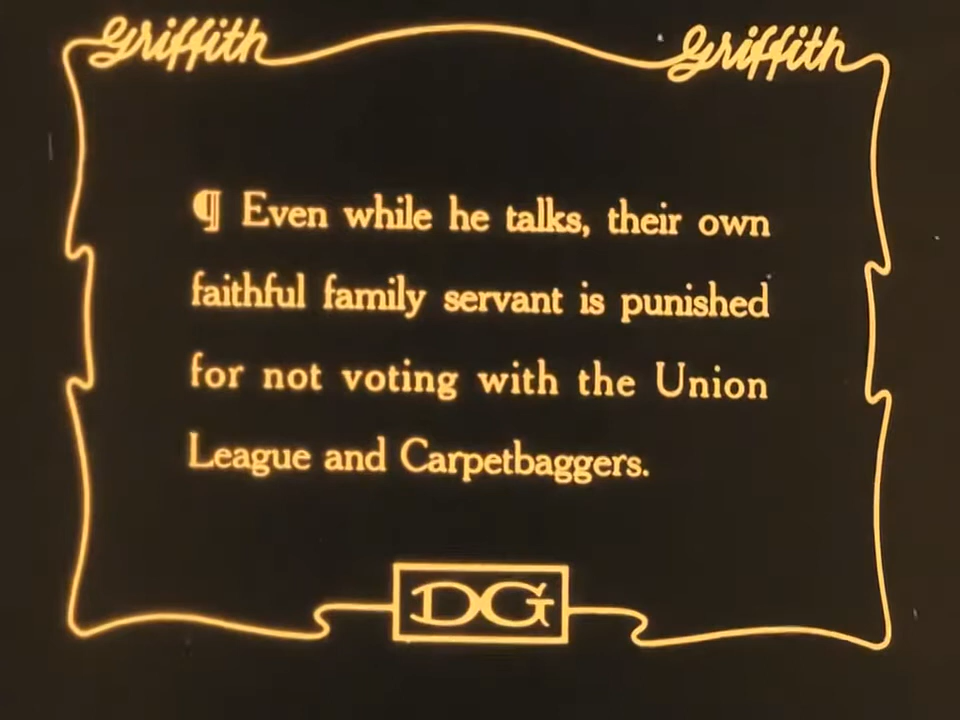 Griffith Griffith
¶ Even while he talks, their own
faithful family servant is punished
for not voting with the Union
League and Carpetbaggers.
DG